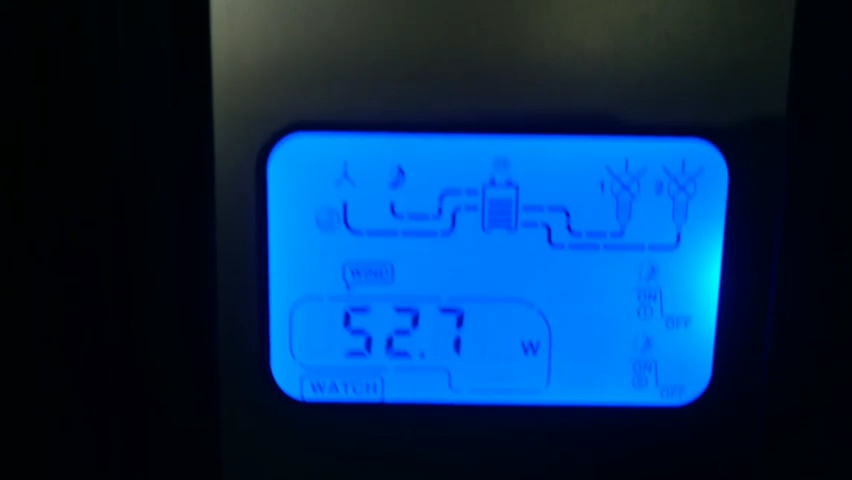 1 2
WIND
ON
OFF
52.7 W
ON
OFF
WATCH